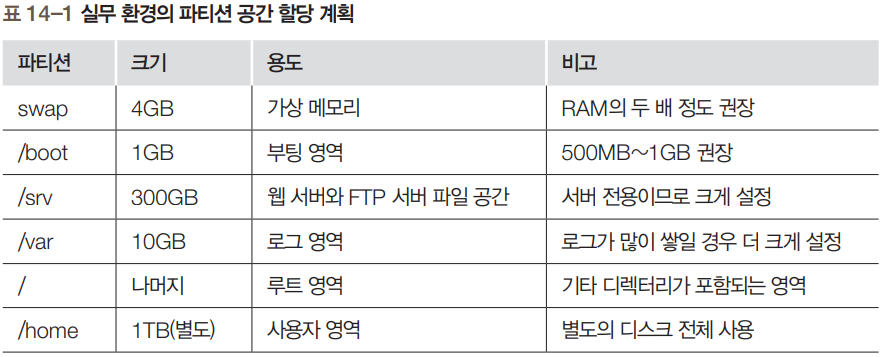 표 14-1 실무 환경의 파티션 공간 할당 계획
파티션 크기 용도 비고
swap 4GB 가상 메모리 RAM의 두 배 정도 권장
/boot 1GB 부팅 영역 500MB~1GB 권장
/srv 300GB 웹 서버와 FTP 서버 파일 공간 서버 전용이므로 크게 설정
/var 10GB 로그 영역 로그가 많이 쌓일 경우 더 크게 설정
/ 나머지 루트 영역 기타 디렉터리가 포함되는 영역
/home 1TB(별도) 사용자 영역 별도의 디스크 전체 사용